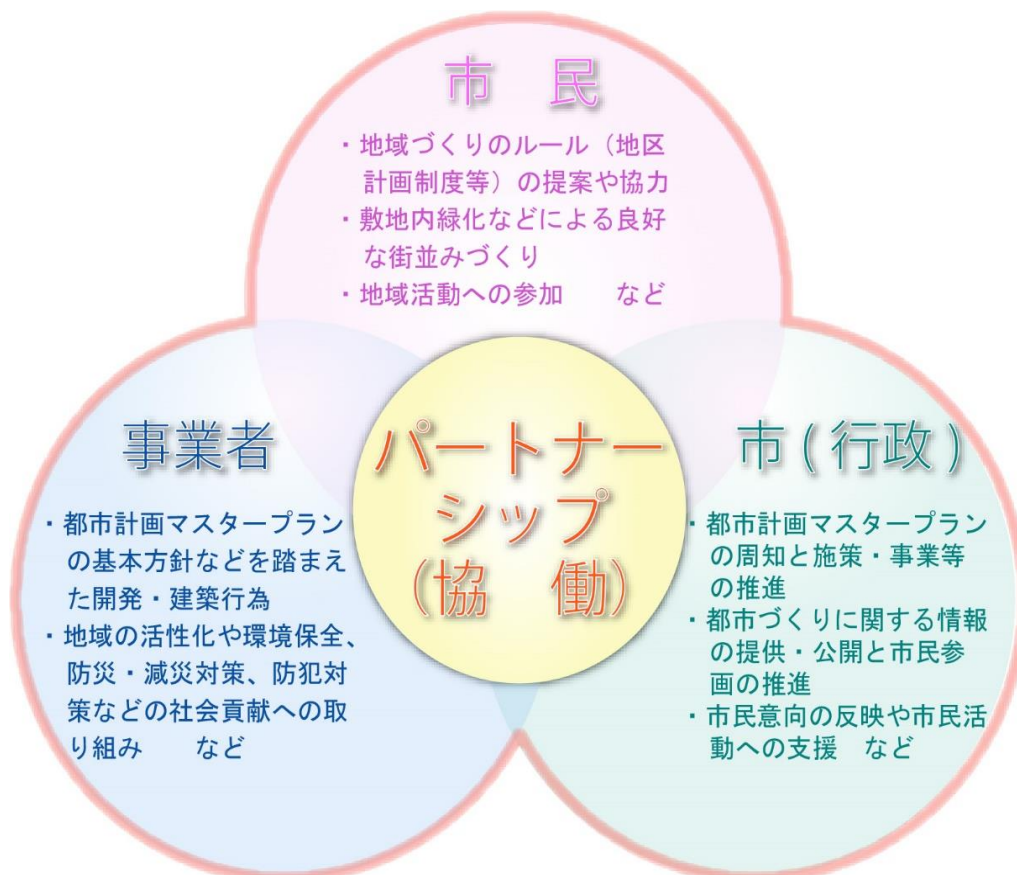 市　民
・地域づくりのルール（地区
計画制度等）の提案や協力
・敷地内緑化などによる良好
な街並みづくり
・地域活動への参加　　など
事業者
・都市計画マスタープラン
の基本方針などを踏まえ
た開発・建築行為
・地域の活性化や環境保全、
防災・減災対策、防犯対
策などの社会貢献への取
り組み　　など
パートナー
シップ
(協　働)
市(行政)
・都市計画マスタープラン
の周知と施策・事業等
の推進
・都市づくりに関する情報
の提供・公開と市民参
画の推進
・市民意向の反映や市民活
動への支援　など